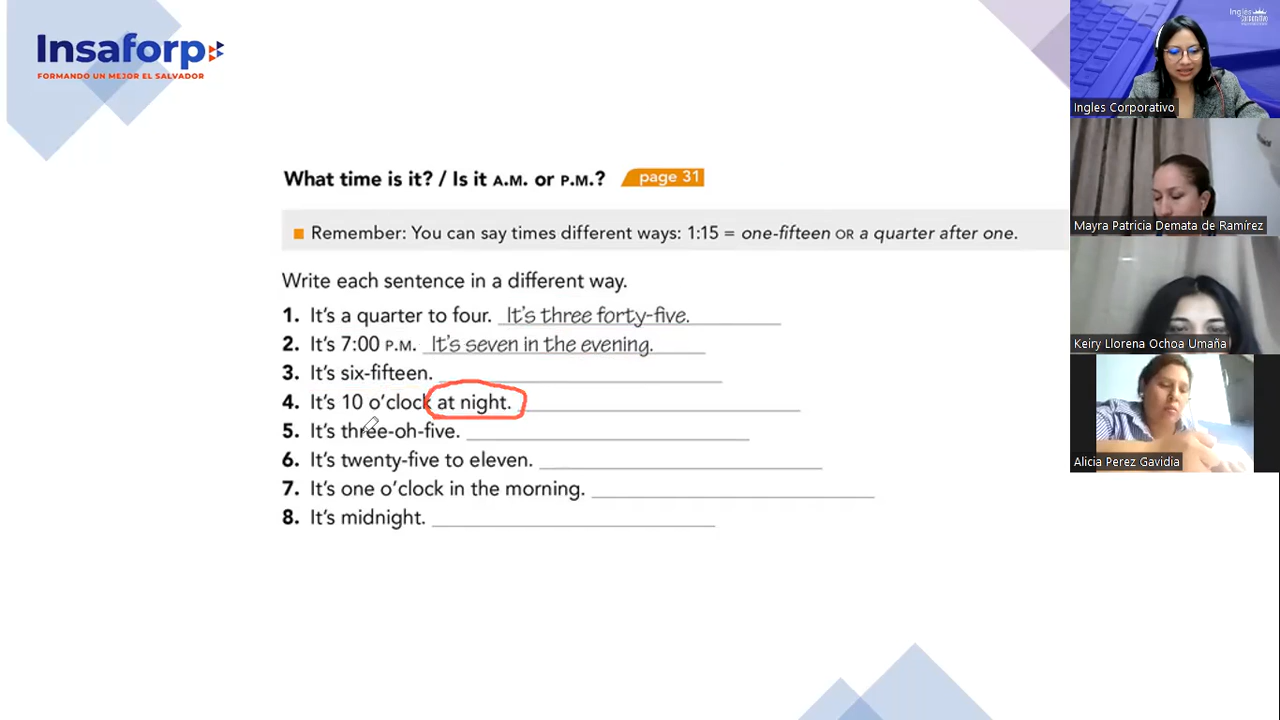 Insaforp
FORMANDO UN MEJOR EL SALVADOR
What time is it? / Is it A.M. or P.M.? page 31
Remember: You can say times different ways: 1:15 = one-fifteen OR a quarter after one.
Write each sentence in a different way.
1. It's a quarter to four. It's three forty-five.
2. It's 7:00 P.M. It's seven in the evening.
3. It's six-fifteen.
4. It's 10 o'clock at night.
5. It's three-oh-five.
6. It's twenty-five to eleven.
7. It's one o'clock in the morning.
8. It's midnight.
Ingles Corporativo
Mayra Patricia Demata de Ramírez
Keiry Llorena Ochoa Umaña
Alicia Perez Gavidia